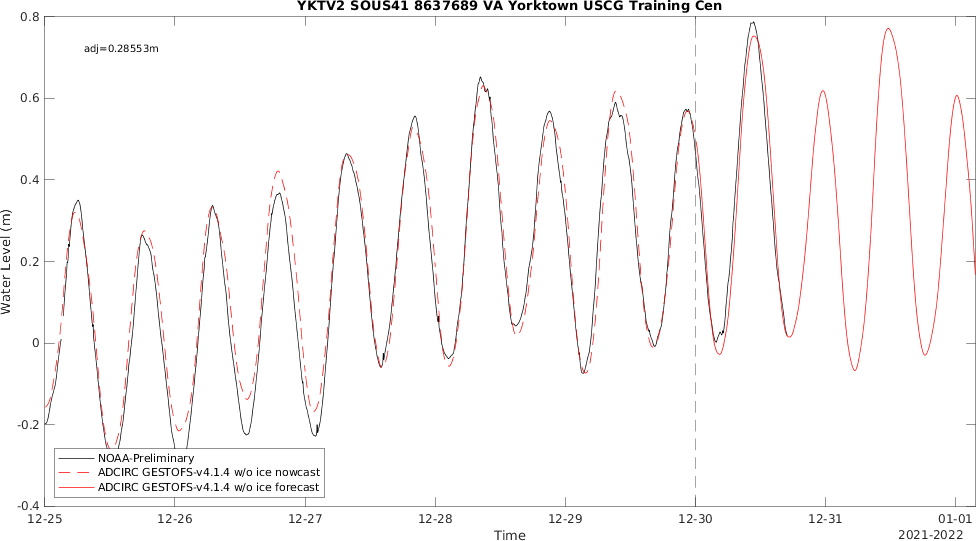 YKTV2 SOUS41 8637689 VA Yorktown USCG Training Cen
adj=0.28553m
0.8
0.6
0.4
0.2
0
-0.2
-0.4
Water Level (m)
NOAA-Preliminary
ADCIRC GESTOFS-v4.1.4 w/o ice nowcast
ADCIRC GESTOFS-v4.1.4 w/o ice forecast
12-25 12-26 12-27 12-28 12-29 12-30 12-31 01-01
Time
2021-2022